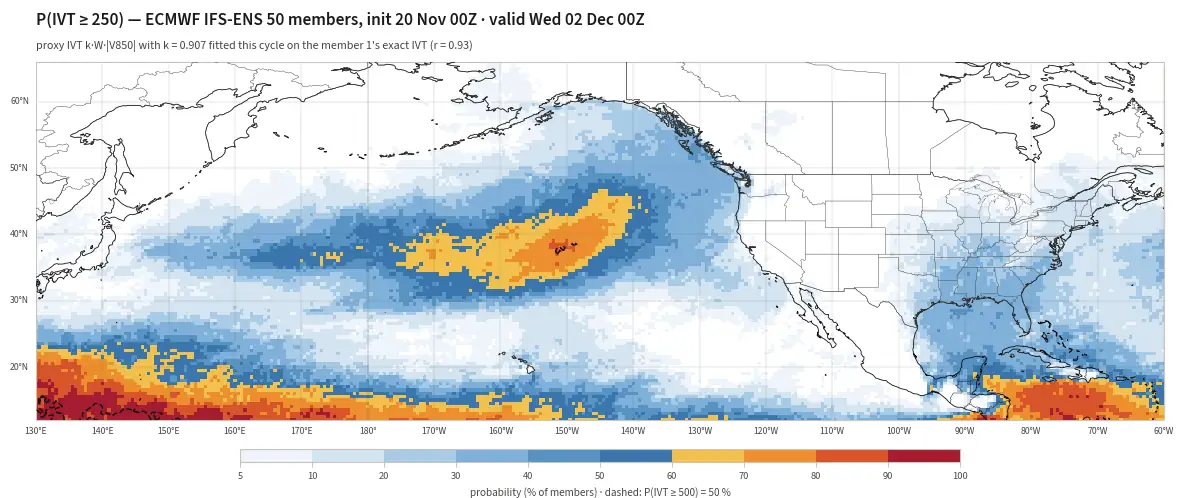 P(IVT ≥ 250) — ECMWF IFS-ENS 50 members, init 20 Nov 00Z · valid Wed 02 Dec 00Z
proxy IVT k·W·|V850| with k = 0.907 fitted this cycle on the member 1's exact IVT (r = 0.93)
60°N
50°N
40°N
30°N
20°N
130°E 140°E 150°E 160°E 170°E 180° 170°W 160°W 150°W 140°W 130°W 120°W 110°W 100°W 90°W 80°W 70°W 60°W
5 10 20 30 40 50 60 70 80 90 100
probability (% of members) · dashed: P(IVT ≥ 500) = 50 %